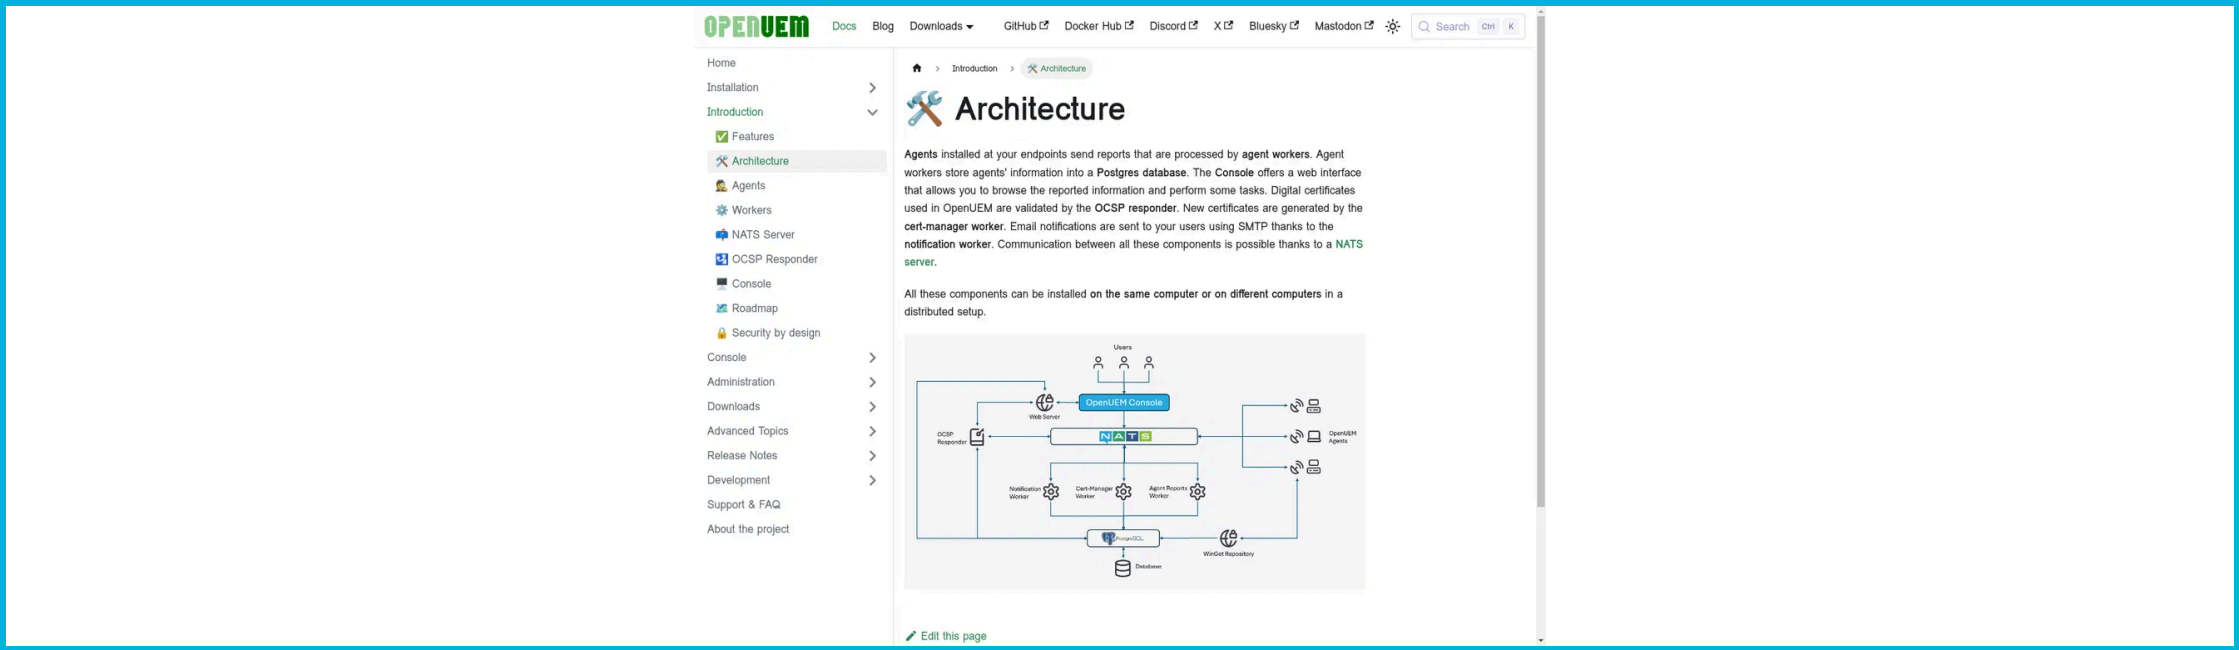 OPENUEM Docs Blog Downloads GitHub Docker Hub Discord X Bluesky Mastodon Search Ctrl K
Home
Installation
Introduction
Features
Architecture
Agents
Workers
NATS Server
OCSP Responder
Console
Roadmap
Security by design
Console
Administration
Downloads
Advanced Topics
Release Notes
Development
Support & FAQ
About the project
Introduction Architecture
Architecture
Agents installed at your endpoints send reports that are processed by agent workers. Agent
workers store agents' information into a Postgres database. The Console offers a web interface
that allows you to browse the reported information and perform some tasks. Digital certificates
used in OpenUEM are validated by the OCSP responder. New certificates are generated by the
cert-manager worker. Email notifications are sent to your users using SMTP thanks to the
notification worker. Communication between all these components is possible thanks to a NATS
server.
All these components can be installed on the same computer or on different computers in a
distributed setup.
Users
OpenUEM Console
Web Server
OCSP
Responder
NATS
OpenUEM
Agents
Notification
Worker
Cert-Manager
Worker
Agent Reports
Worker
PostgreSQL
WinGet Repository
Database
Edit this page